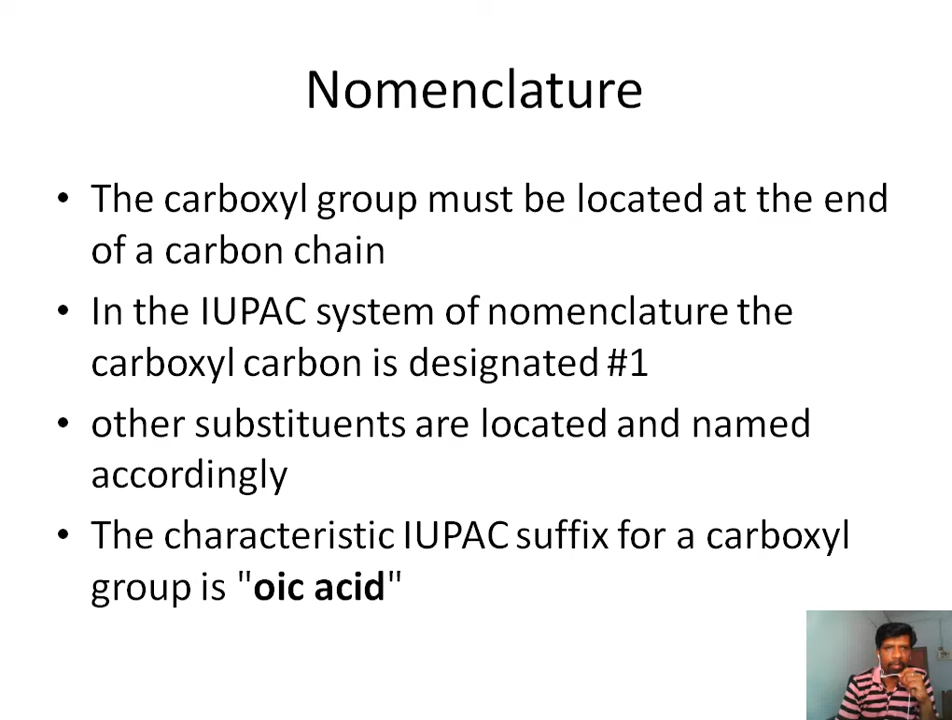 Nomenclature
• The carboxyl group must be located at the end
of a carbon chain
• In the IUPAC system of nomenclature the
carboxyl carbon is designated #1
• other substituents are located and named
accordingly
• The characteristic IUPAC suffix for a carboxyl
group is "oic acid"